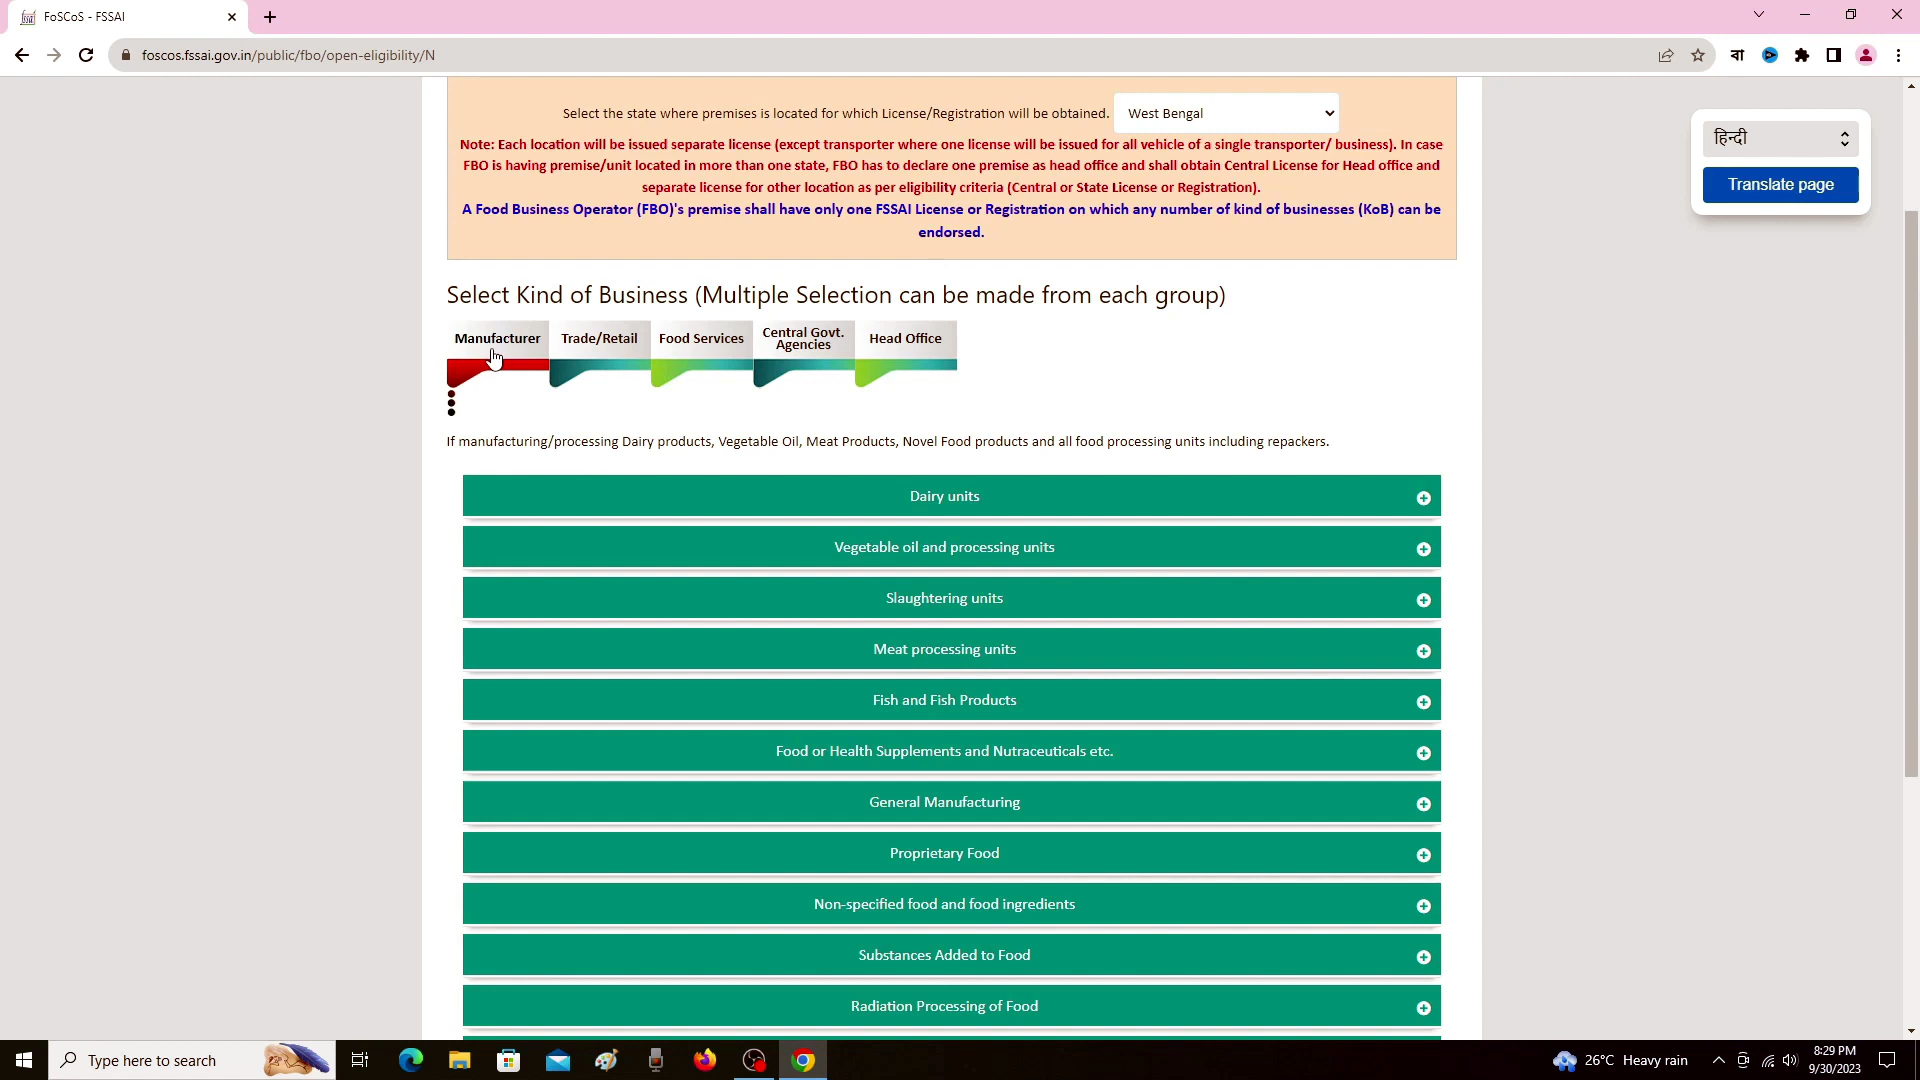 FoSCoS - FSSAI
foscos.fssai.gov.in/public/fbo/open-eligibility/N
বা
Select the state where premises is located for which License/Registration will be obtained. West Bengal
Note: Each location will be issued separate license (except transporter where one license will be issued for all vehicle of a single transporter/ business). In case
FBO is having premise/unit located in more than one state, FBO has to declare one premise as head office and shall obtain Central License for Head office and
separate license for other location as per eligibility criteria (Central or State License or Registration).
A Food Business Operator (FBO)'s premise shall have only one FSSAI License or Registration on which any number of kind of businesses (KoB) can be
endorsed.
हिन्दी
Translate page
Select Kind of Business (Multiple Selection can be made from each group)
Manufacturer
Trade/Retail
Food Services
Central Govt.
Agencies
Head Office
If manufacturing/processing Dairy products, Vegetable Oil, Meat Products, Novel Food products and all food processing units including repackers.
Dairy units
Vegetable oil and processing units
Slaughtering units
Meat processing units
Fish and Fish Products
Food or Health Supplements and Nutraceuticals etc.
General Manufacturing
Proprietary Food
Non-specified food and food ingredients
Substances Added to Food
Radiation Processing of Food
Type here to search
26°C Heavy rain
8:29 PM
9/30/2023